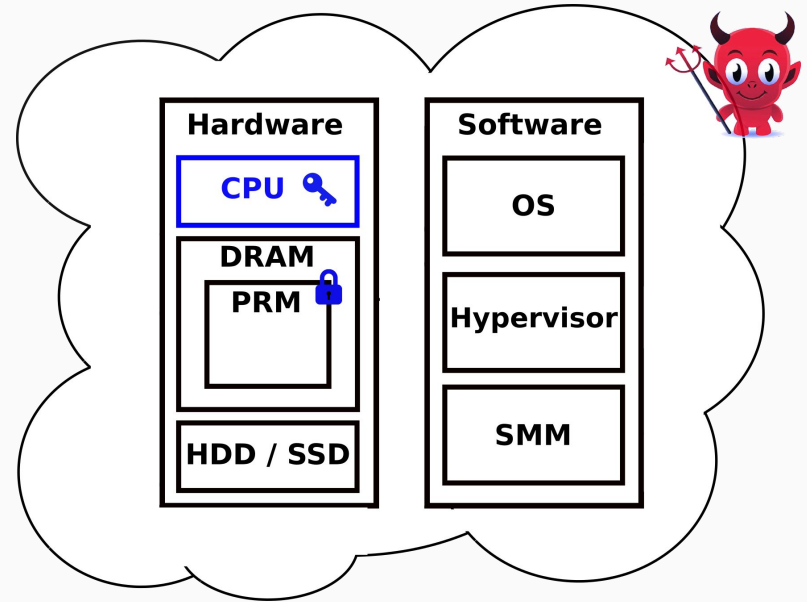 Hardware
CPU
DRAM
PRM
HDD / SSD
Software
OS
Hypervisor
SMM